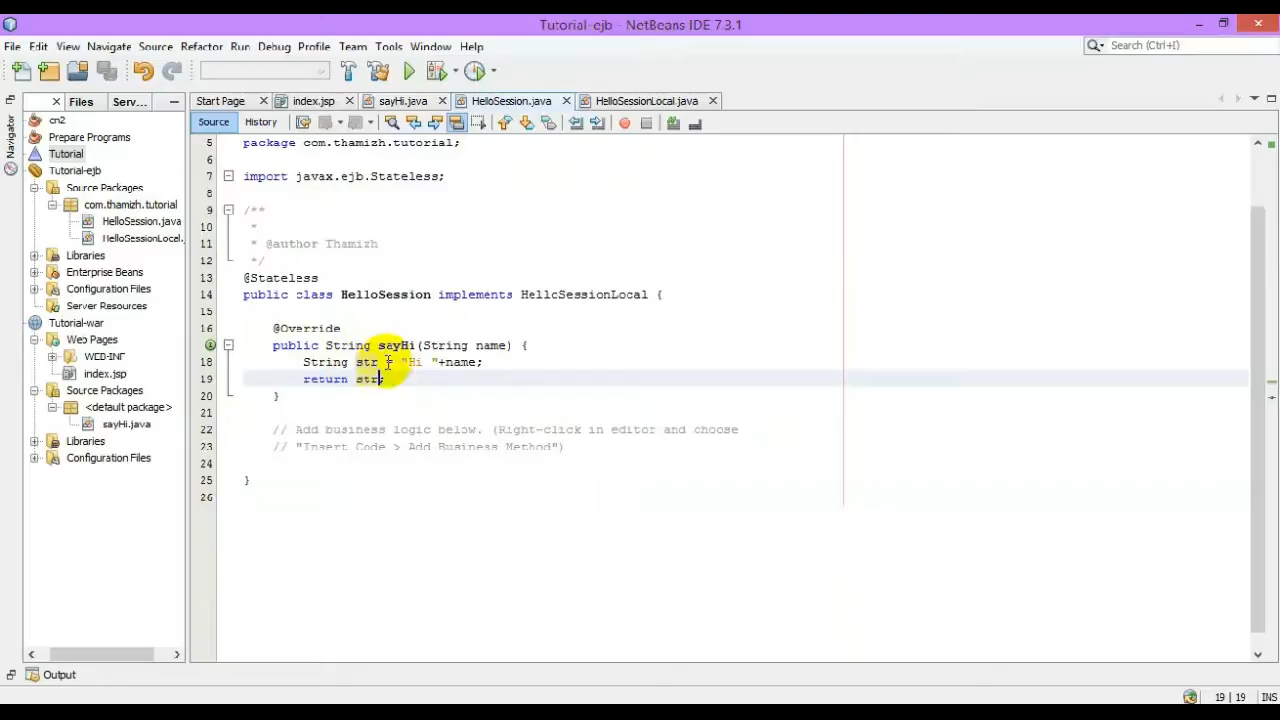 Tutorial-ejb - NetBeans IDE 7.3.1
File Edit View Navigate Source Refactor Run Debug Profile Team Tools Window Help
Search (Ctrl+I)
Files Serv...
Start Page index.jsp sayHi.java HelloSession.java HelloSessionLocal.java
Source History
Navigator
cn2
Prepare Programs
Tutorial
Tutorial-ejb
Source Packages
com.thamizh.tutorial
HelloSession.java
HelloSessionLocal.
Libraries
Enterprise Beans
Configuration Files
Server Resources
Tutorial-war
Web Pages
WEB-INF
index.jsp
Source Packages
<default package>
sayHi.java
Libraries
Configuration Files
5 package com.thamizh.tutorial;
6
7 import javax.ejb.Stateless;
8
9 /**
10 *
11 * @author Thamizh
12 */
13 @Stateless
14 public class HelloSession implements HelloSessionLocal {
15
16 @Override
public String sayHi(String name) {
18 String str = "Hi "+name;
19 return str;
20 }
21
22 // Add business logic below. (Right-click in editor and choose
23 // "Insert Code > Add Business Method")
24
25 }
26
Output
19 | 19 INS